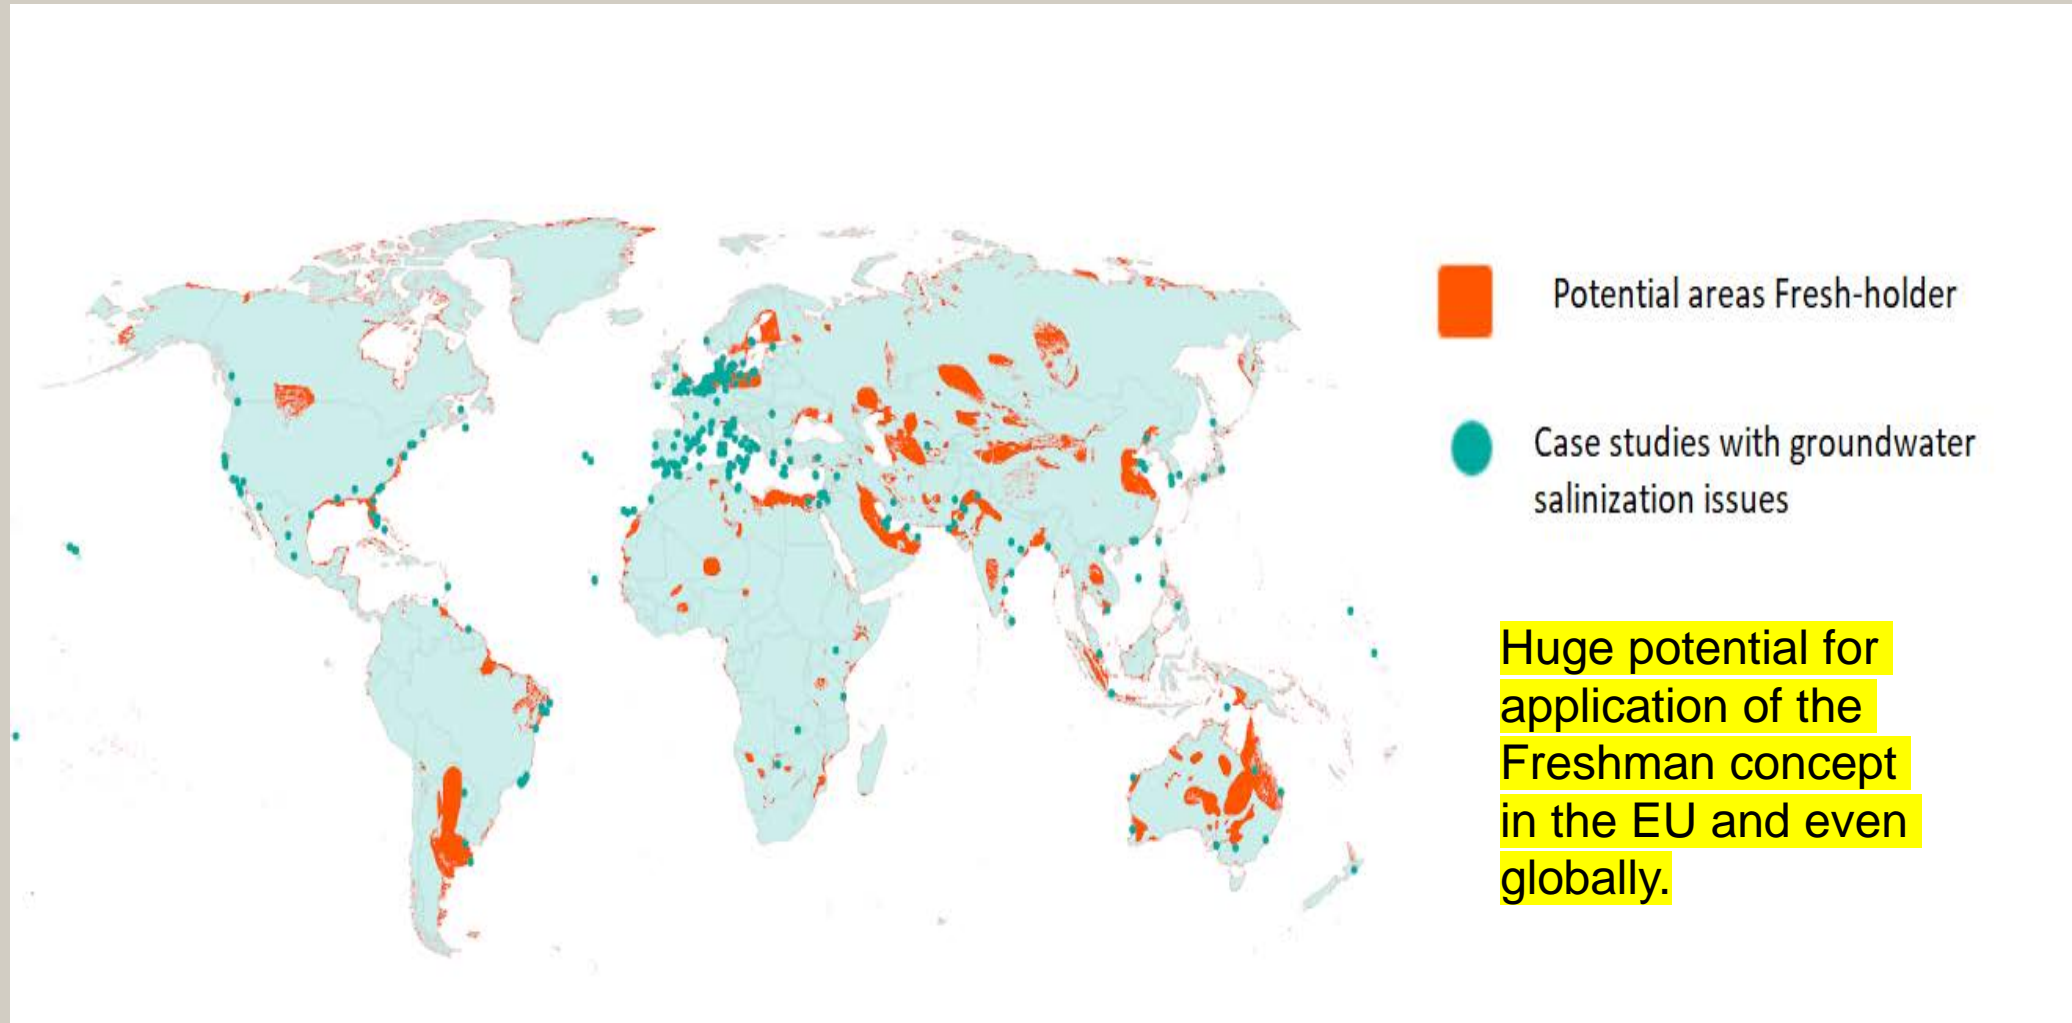 Potential areas Fresh-holder
Case studies with groundwater
salinization issues
Huge potential for
application of the
Freshman concept
in the EU and even
globally.